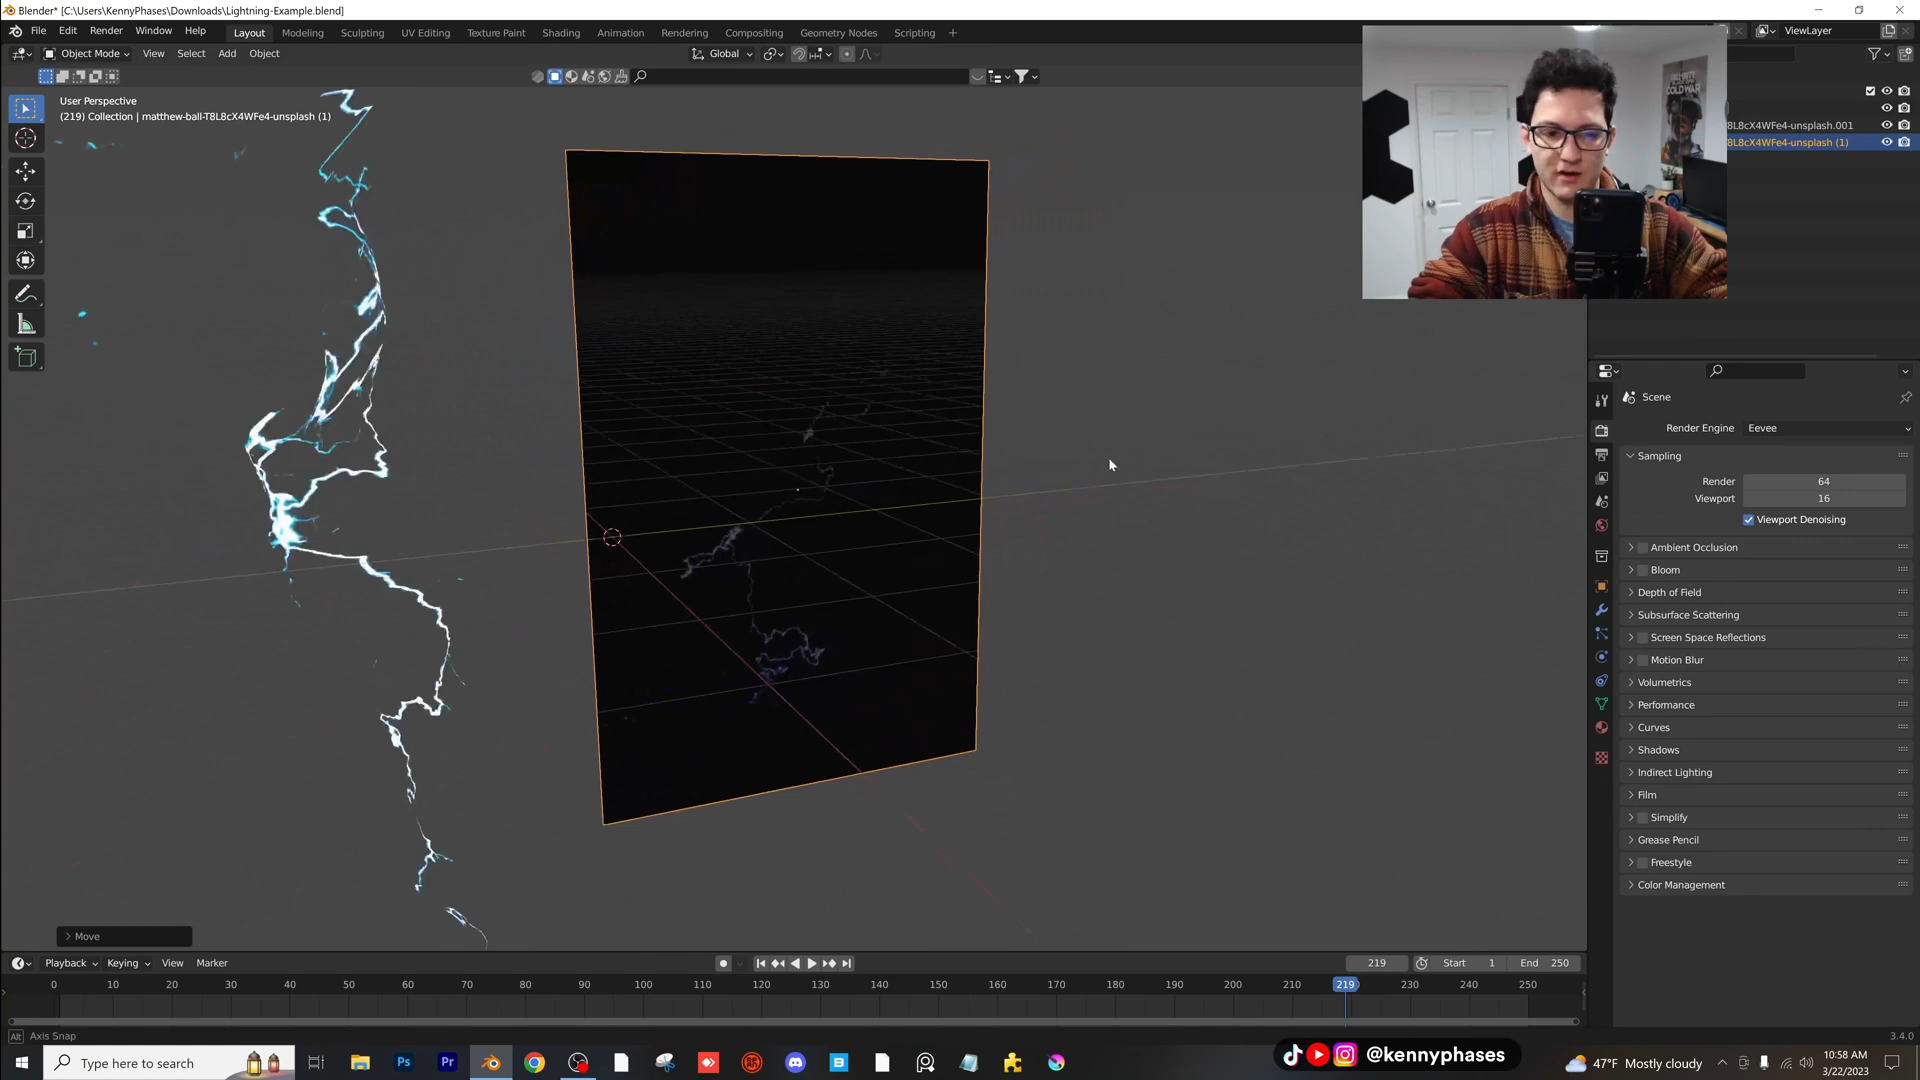 Blender* [C:\Users\KennyPhases\Downloads\Lightning-Example.blend]
File Edit Render Window Help Layout Modeling Sculpting UV Editing Texture Paint Shading Animation Rendering Compositing Geometry Nodes Scripting ViewLayer
Object Mode View Select Add Object Global
User Perspective
(219) Collection | matthew-ball-T8L8cX4WFe4-unsplash (1)
CALL OF DUTY
COLD WAR
8L8cX4WFe4-unsplash.001
8L8cX4WFe4-unsplash (1)
Scene
Render Engine Eevee
Sampling
Render 64
Viewport 16
Viewport Denoising
Ambient Occlusion
Bloom
Depth of Field
Subsurface Scattering
Screen Space Reflections
Motion Blur
Volumetrics
Performance
Curves
Shadows
Indirect Lighting
Film
Simplify
Grease Pencil
Freestyle
Color Management
Move
Playback Keying View Marker 219 Start 1 End 250
0 10 20 30 40 50 60 70 80 90 100 110 120 130 140 150 160 170 180 190 200 210 219 230 240 250
Alt Axis Snap 3.4.0
Type here to search Ps Pr B @kennyphases 47°F Mostly cloudy 10:58 AM
3/22/2023